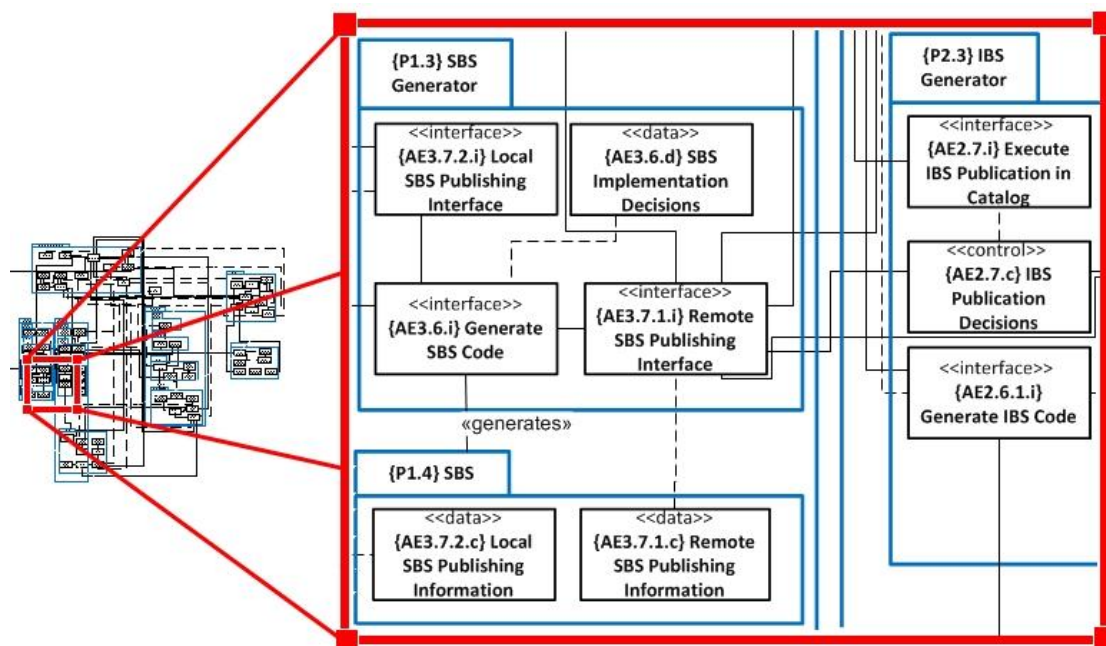 {P1.3} SBS
Generator
<<interface>>
{AE3.7.2.i} Local
SBS Publishing
Interface
<<data>>
{AE3.6.d} SBS
Implementation
Decisions
<<interface>>
{AE3.6.i} Generate
SBS Code
<<interface>>
{AE3.7.1.i} Remote
SBS Publishing
Interface
«generates»
{P1.4} SBS
<<data>>
{AE3.7.2.c} Local
SBS Publishing
Information
<<data>>
{AE3.7.1.c} Remote
SBS Publishing
Information
{P2.3} IBS
Generator
<<interface>>
{AE2.7.i} Execute
IBS Publication in
Catalog
<<control>>
{AE2.7.c} IBS
Publication
Decisions
<<interface>>
{AE2.6.1.i}
Generate IBS Code